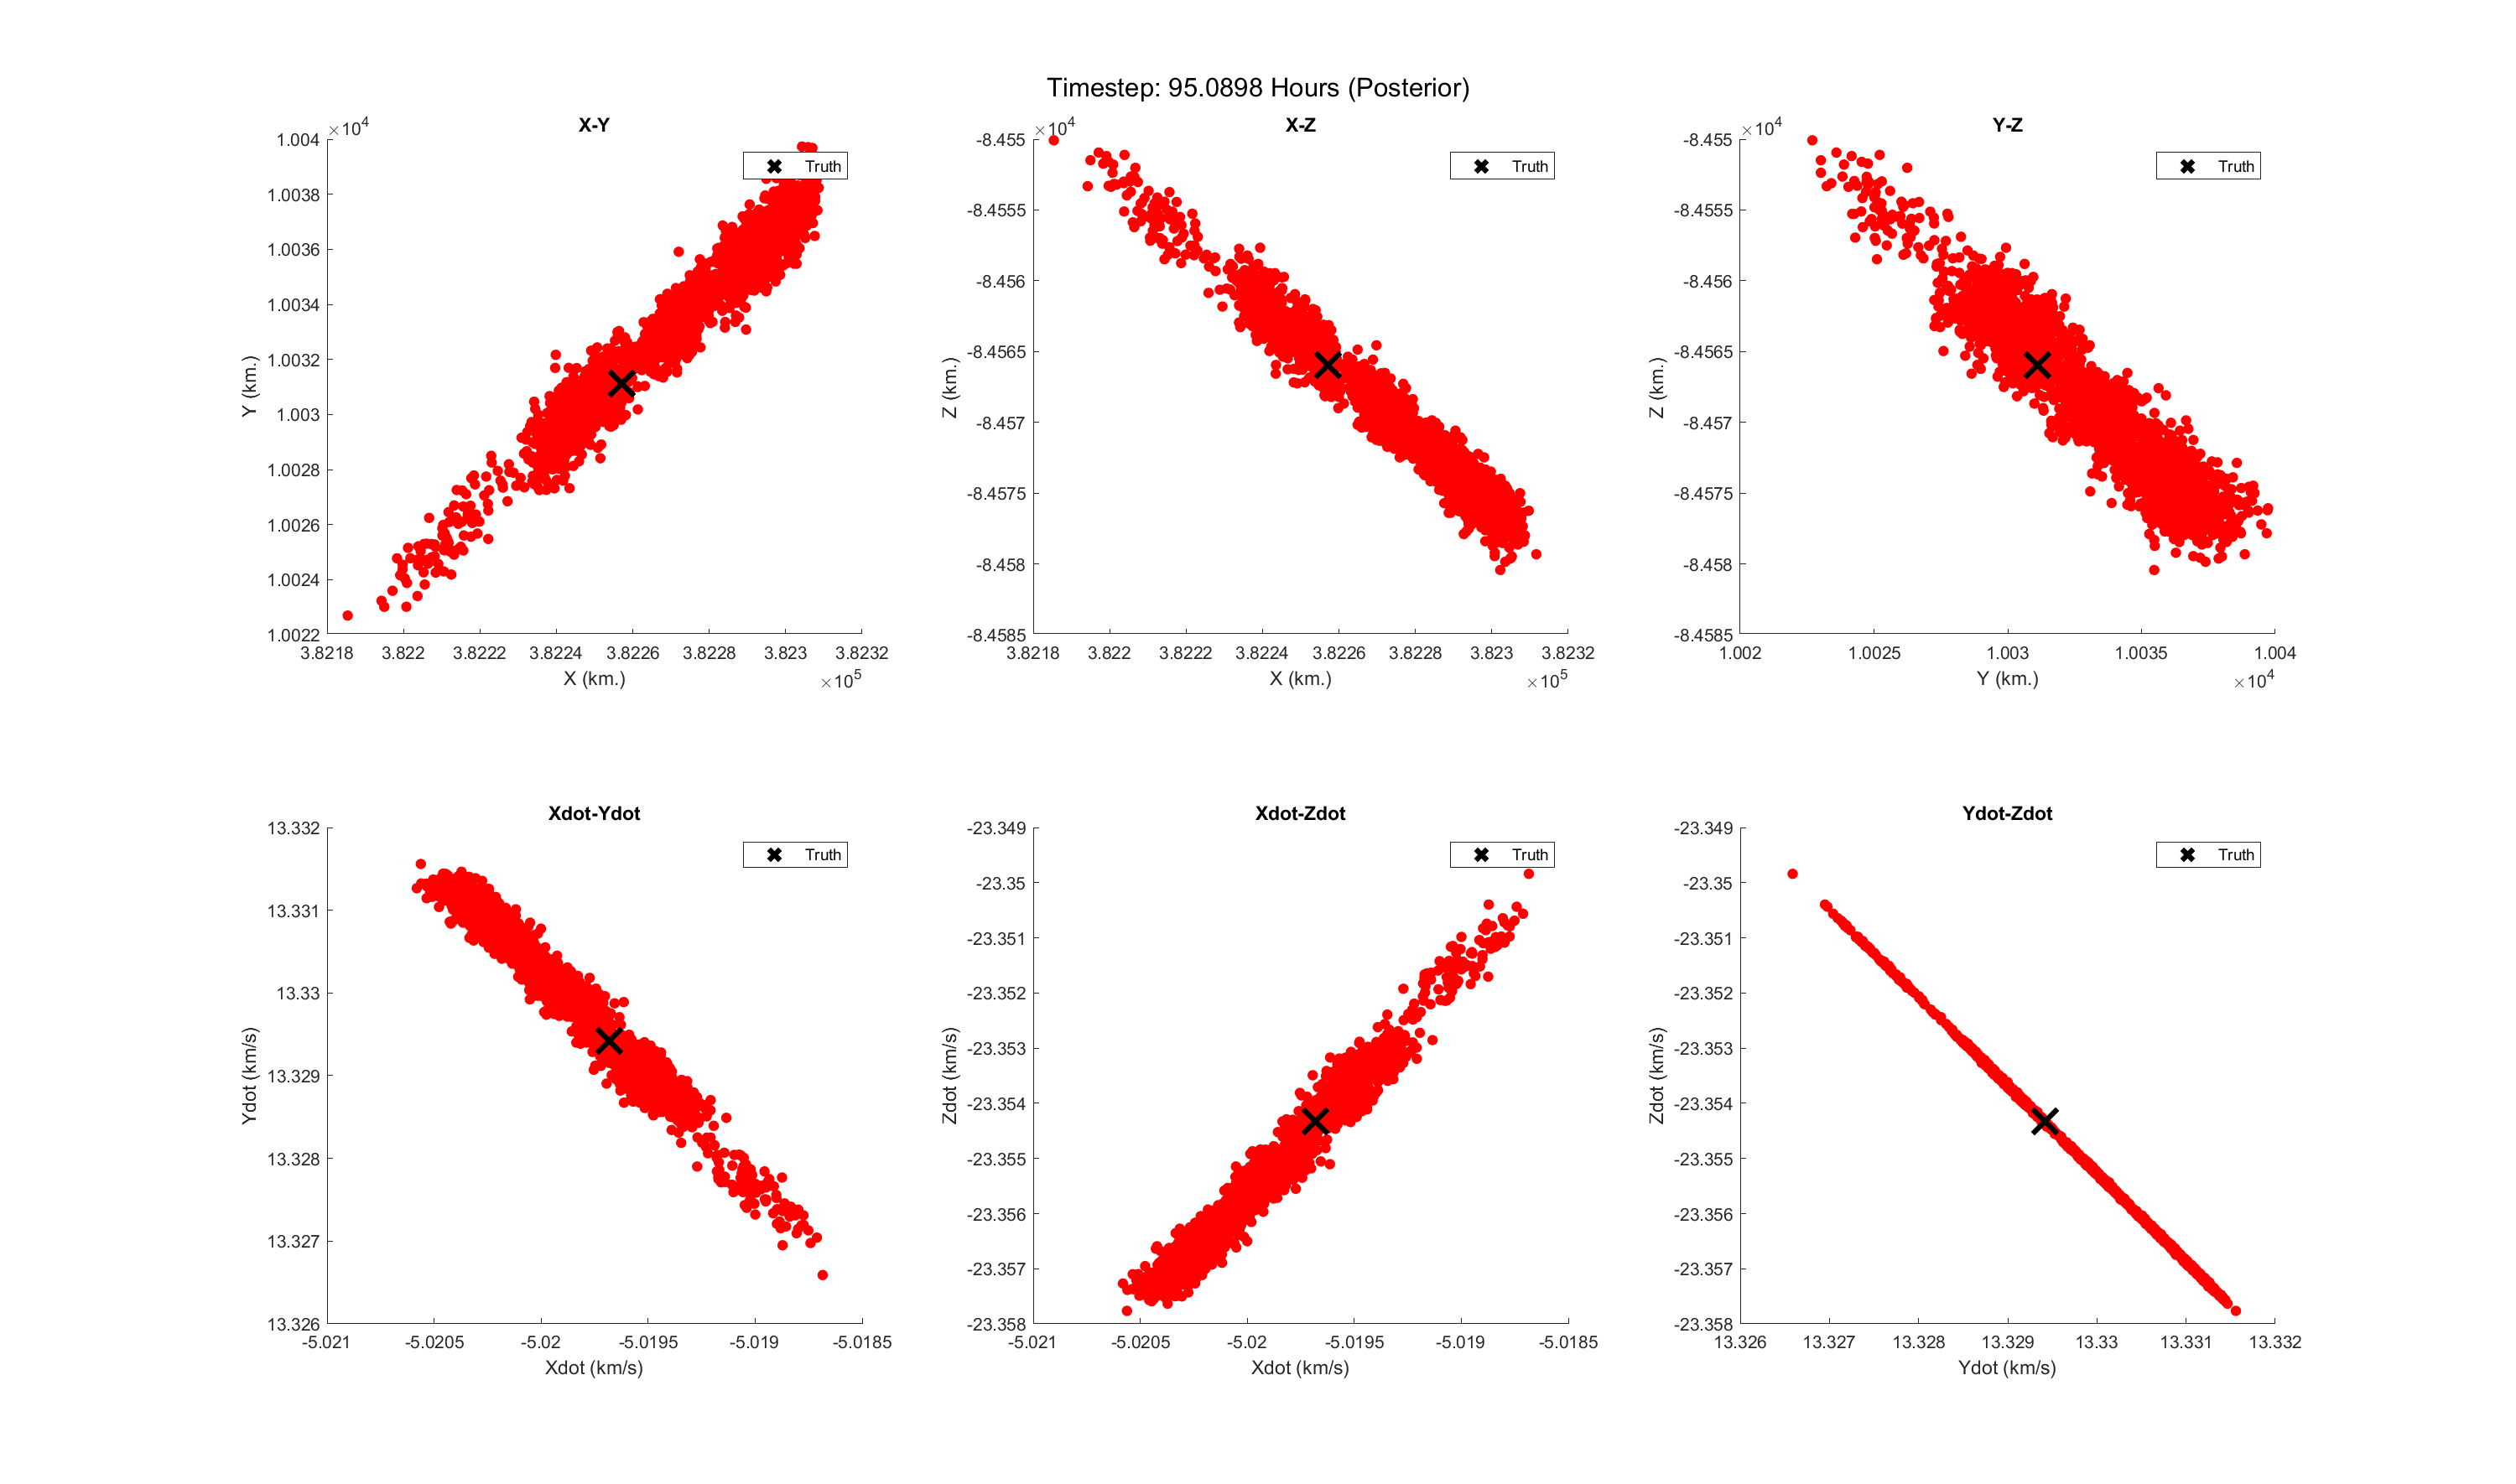 Timestep: 95.0898 Hours (Posterior)
X-Y
×10^4
1.004
1.0038
1.0036
1.0034
1.0032
1.003
1.0028
1.0026
1.0024
1.0022
Y (km.)
Truth
3.8218 3.822 3.8222 3.8224 3.8226 3.8228 3.823 3.8232
X (km.)
×10^5
X-Z
×10^4
-8.455
-8.4555
-8.456
-8.4565
-8.457
-8.4575
-8.458
-8.4585
Z (km.)
Truth
3.8218 3.822 3.8222 3.8224 3.8226 3.8228 3.823 3.8232
X (km.)
×10^5
Y-Z
×10^4
-8.455
-8.4555
-8.456
-8.4565
-8.457
-8.4575
-8.458
-8.4585
Z (km.)
Truth
1.002 1.0025 1.003 1.0035 1.004
Y (km.)
×10^4
Xdot-Ydot
13.332
13.331
13.33
13.329
13.328
13.327
13.326
Ydot (km/s)
Truth
-5.021 -5.0205 -5.02 -5.0195 -5.019 -5.0185
Xdot (km/s)
Xdot-Zdot
-23.349
-23.35
-23.351
-23.352
-23.353
-23.354
-23.355
-23.356
-23.357
-23.358
Zdot (km/s)
Truth
-5.021 -5.0205 -5.02 -5.0195 -5.019 -5.0185
Xdot (km/s)
Ydot-Zdot
-23.349
-23.35
-23.351
-23.352
-23.353
-23.354
-23.355
-23.356
-23.357
-23.358
Zdot (km/s)
Truth
13.326 13.327 13.328 13.329 13.33 13.331 13.332
Ydot (km/s)